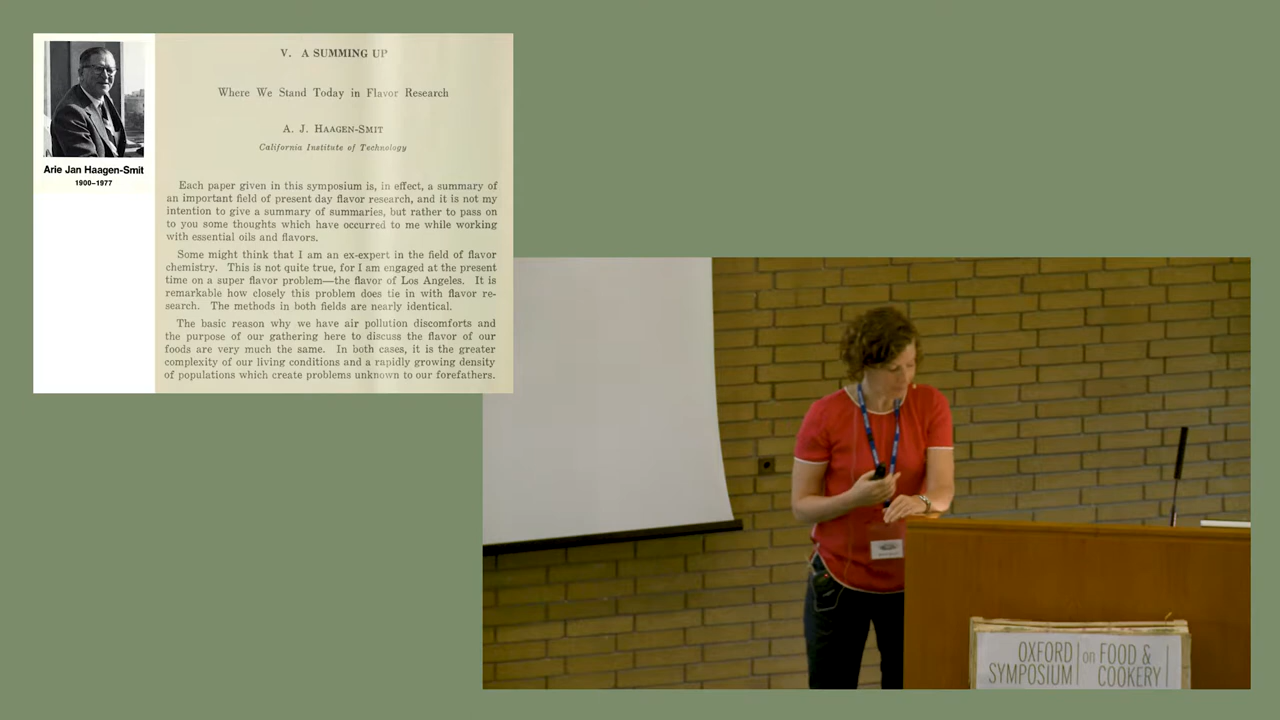 Arie Jan Haagen-Smit
1900–1977
V. A SUMMING UP
Where We Stand Today in Flavor Research
A. J. HAAGEN-SMIT
California Institute of Technology
Each paper given in this symposium is, in effect, a summary of
an important field of present day flavor research, and it is not my
intention to give a summary of summaries, but rather to pass on
to you some thoughts which have occurred to me while working
with essential oils and flavors.
Some might think that I am an ex-expert in the field of flavor
chemistry. This is not quite true, for I am engaged at the present
time on a super flavor problem—the flavor of Los Angeles. It is
remarkable how closely this problem does tie in with flavor re-
search. The methods in both fields are nearly identical.
The basic reason why we have air pollution discomforts and
the purpose of our gathering here to discuss the flavor of our
foods are very much the same. In both cases, it is the greater
complexity of our living conditions and a rapidly growing density
of populations which create problems unknown to our forefathers.
OXFORD
SYMPOSIUM
on
FOOD &
COOKERY